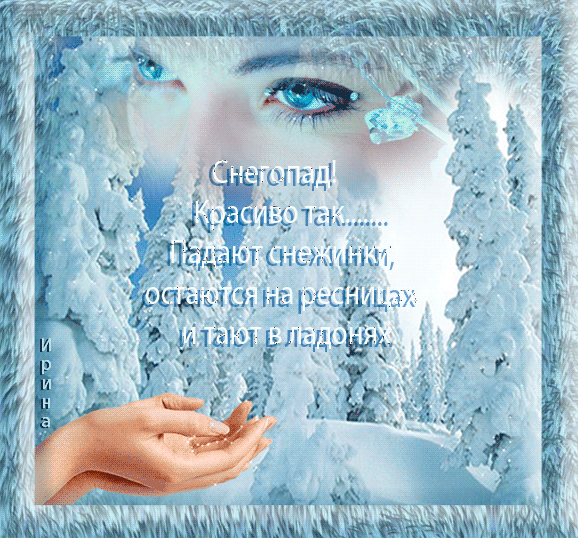 Снегопад!
Красиво так........
Падают снежинки,
остаются на ресницах
и тают в ладонях
Ирина